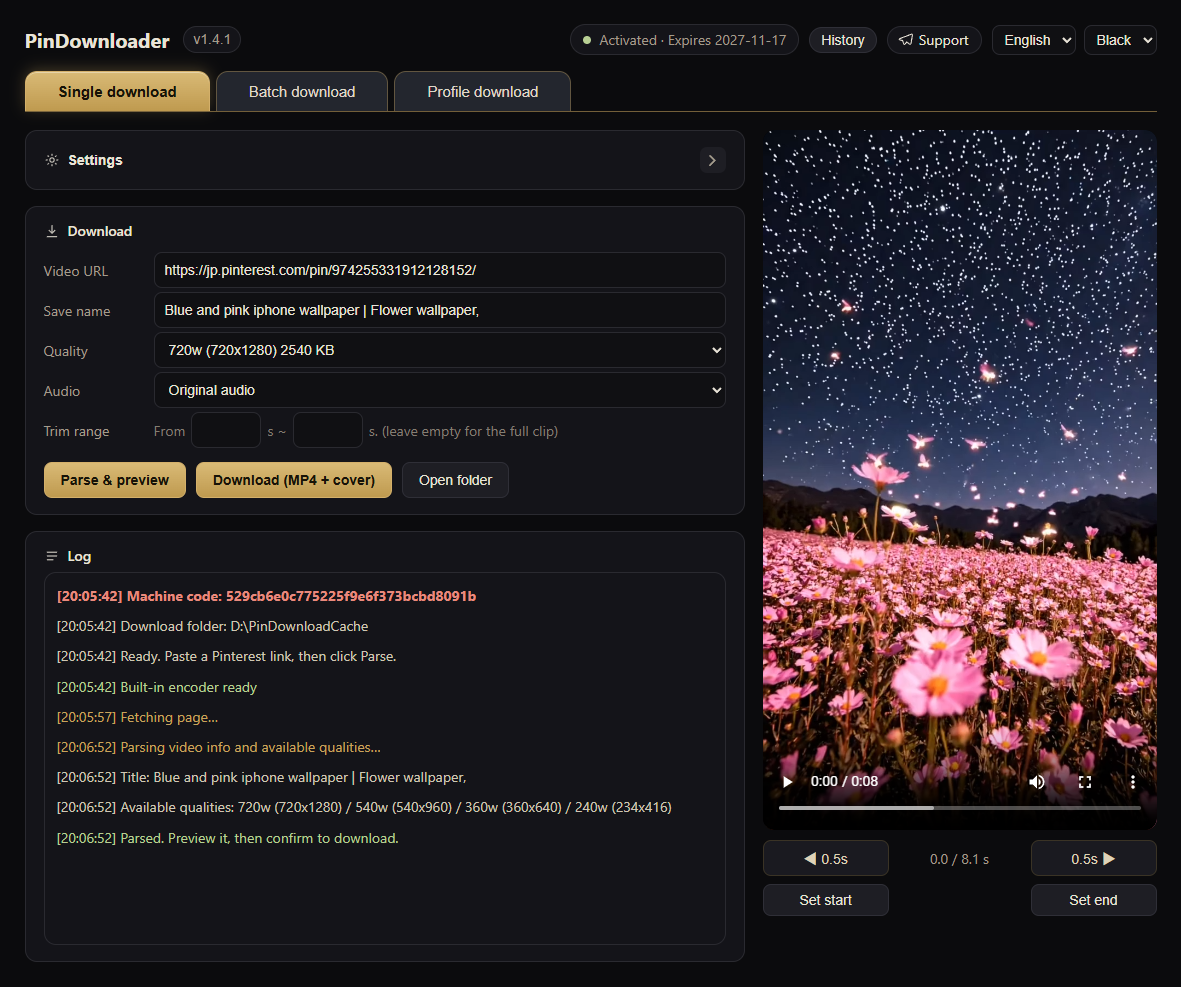 PinDownloader v1.4.1 Activated · Expires 2027-11-17 History Support English Black
Single download Batch download Profile download
Settings
Download
Video URL https://jp.pinterest.com/pin/974255331912128152/
Save name Blue and pink iphone wallpaper | Flower wallpaper,
Quality 720w (720x1280) 2540 KB
Audio Original audio
Trim range From s ~ s. (leave empty for the full clip)
Parse & preview Download (MP4 + cover) Open folder
Log
[20:05:42] Machine code: 529cb6e0c775225f9e6f373bcbd8091b
[20:05:42] Download folder: D:\PinDownloadCache
[20:05:42] Ready. Paste a Pinterest link, then click Parse.
[20:05:42] Built-in encoder ready
[20:05:57] Fetching page...
[20:06:52] Parsing video info and available qualities...
[20:06:52] Title: Blue and pink iphone wallpaper | Flower wallpaper,
[20:06:52] Available qualities: 720w (720x1280) / 540w (540x960) / 360w (360x640) / 240w (234x416)
[20:06:52] Parsed. Preview it, then confirm to download.
0:00 / 0:08
◀ 0.5s 0.0 / 8.1 s 0.5s ▶
Set start Set end